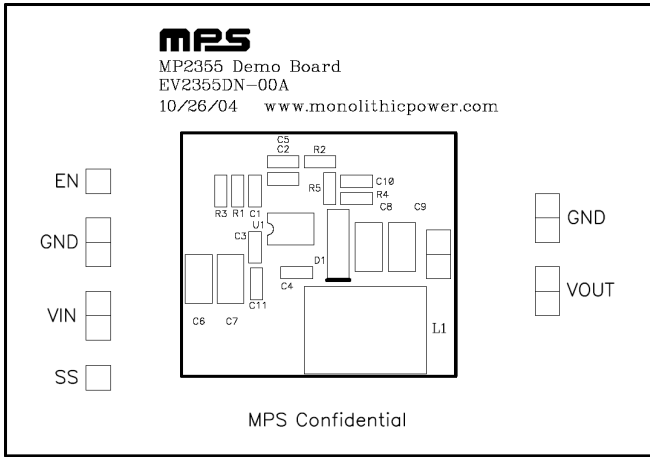 MPS
MP2355 Demo Board
EV2355DN-00A
10/26/04 www.monolithicpower.com
C5
C2 R2
EN
R5 C10
R4
R3 R1 C1
C8 C9
U1
GND
C3
GND
D1
C4
VOUT
C11
VIN
C6 C7
L1
SS
MPS Confidential